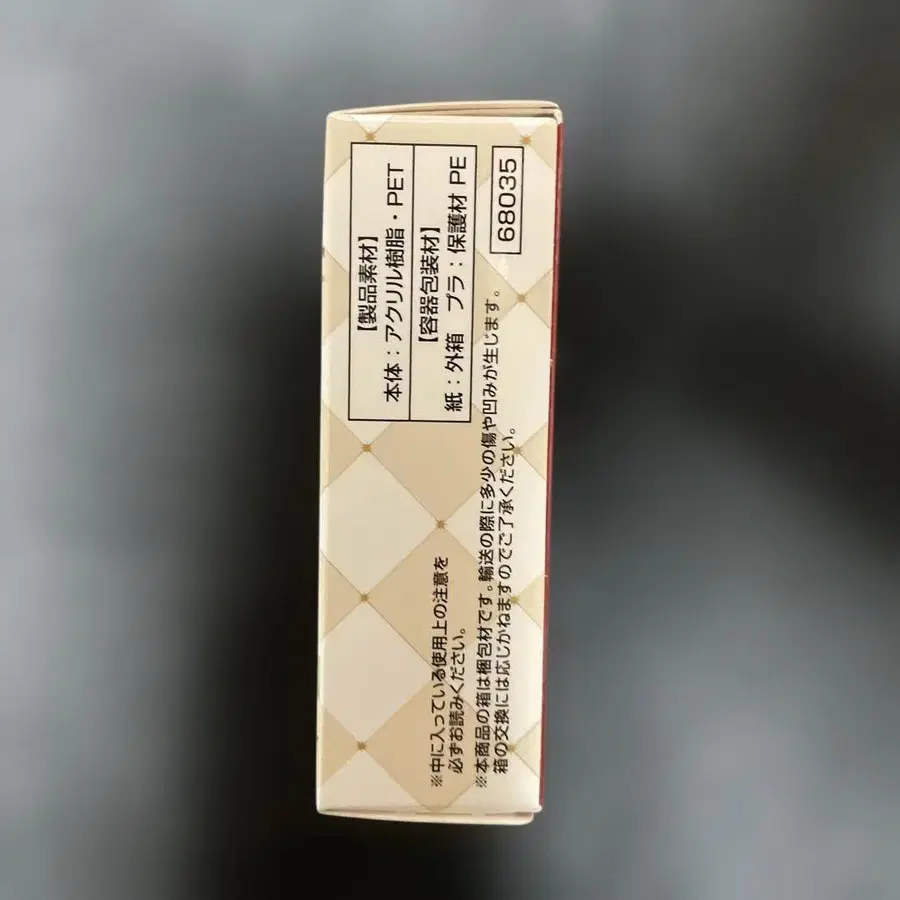 ※中に入っている使用上の注意を
必ずお読みください。
【製品素材】
本体：アクリル樹脂・PET
【容器包装材】
紙：外箱　プラ：保護材 PE
※本商品の箱は梱包材です。輸送の際に多少の傷や凹みが生じます。
箱の交換には応じかねますのでご了承ください。
68035